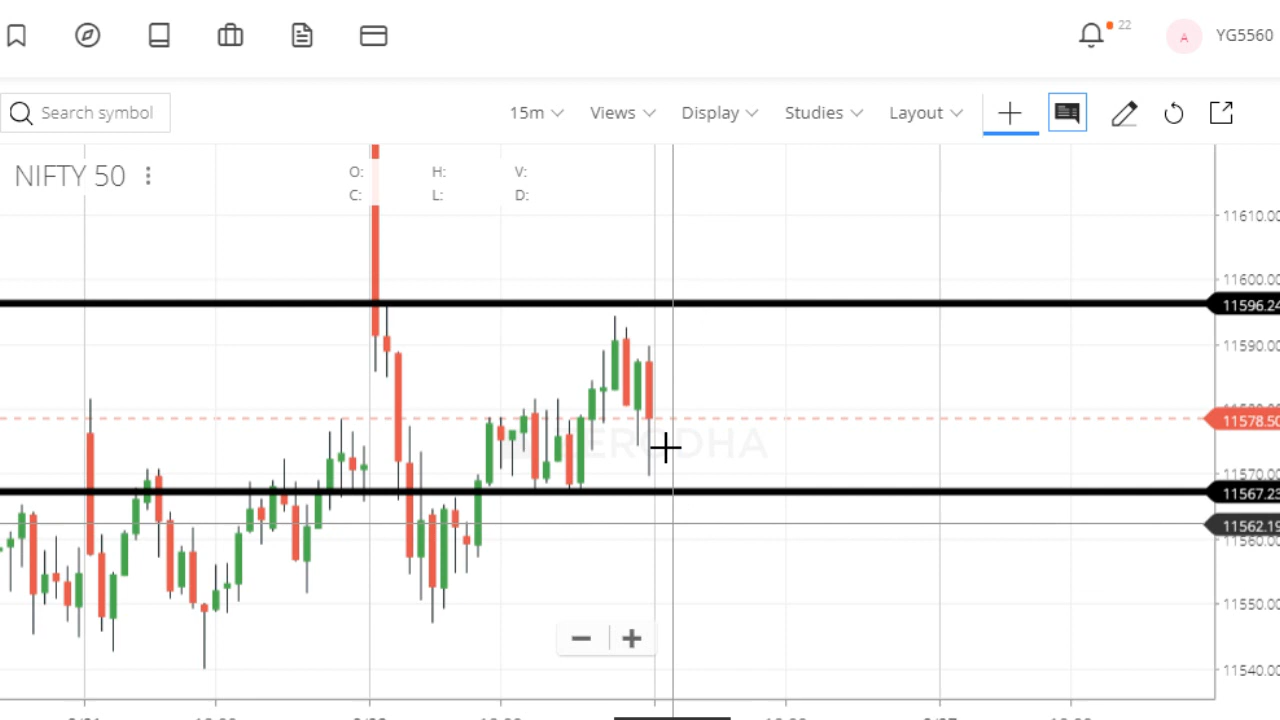 22
A
YG5560
Search symbol
15m
Views
Display
Studies
Layout
NIFTY 50
O:
H:
V:
C:
L:
D:
11610.00
11600.00
11596.24
11590.00
11578.50
11570.00
11567.23
11562.19
11560.00
11550.00
11540.00